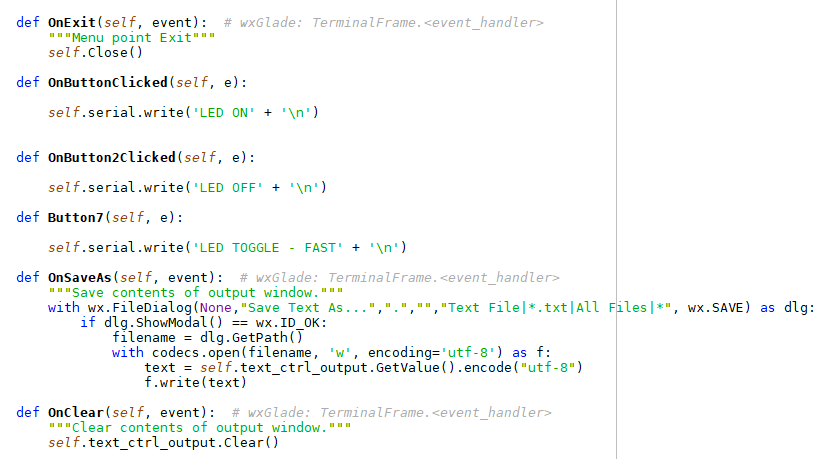 def OnExit(self, event):  # wxGlade: TerminalFrame.<event_handler>
    """Menu point Exit"""
    self.Close()

def OnButtonClicked(self, e):

    self.serial.write('LED ON' + '\n')


def OnButton2Clicked(self, e):

    self.serial.write('LED OFF' + '\n')

def Button7(self, e):

    self.serial.write('LED TOGGLE - FAST' + '\n')

def OnSaveAs(self, event):  # wxGlade: TerminalFrame.<event_handler>
    """Save contents of output window."""
    with wx.FileDialog(None,"Save Text As...",".","","Text File|*.txt|All Files|*", wx.SAVE) as dlg:
        if dlg.ShowModal() == wx.ID_OK:
            filename = dlg.GetPath()
            with codecs.open(filename, 'w', encoding='utf-8') as f:
                text = self.text_ctrl_output.GetValue().encode("utf-8")
                f.write(text)

def OnClear(self, event):  # wxGlade: TerminalFrame.<event_handler>
    """Clear contents of output window."""
    self.text_ctrl_output.Clear()